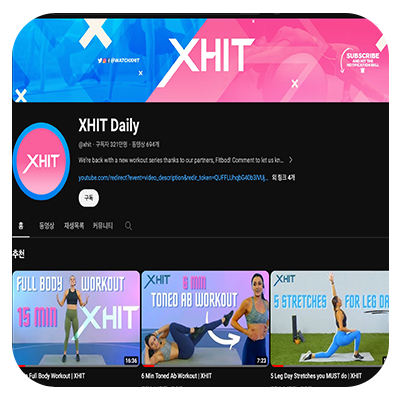 XHIT
@WATCHXHIT
SUBSCRIBE
AND HIT THE
NOTIFICATION BELL
XHIT
XHIT Daily
@xhit · 구독자 321만명 · 동영상 694개
We're back with a new workout series thanks to our partners, Fitbod! Comment to let us kn...
youtube.com/redirect?event=video_description&redir_token=QUFFLUhqbG40b3lVUj... 외 링크 4개
구독
홈 동영상 재생목록 커뮤니티
추천
FULL BODY WORKOUT
15 MIN
XHIT
16:36
XHIT
6 MIN
TONED AB WORKOUT
7:23
XHIT
5 STRETCHES FOR LEG DA
Full Body Workout | XHIT
6 Min Toned Ab Workout | XHIT
5 Leg Day Stretches you MUST do | XHIT